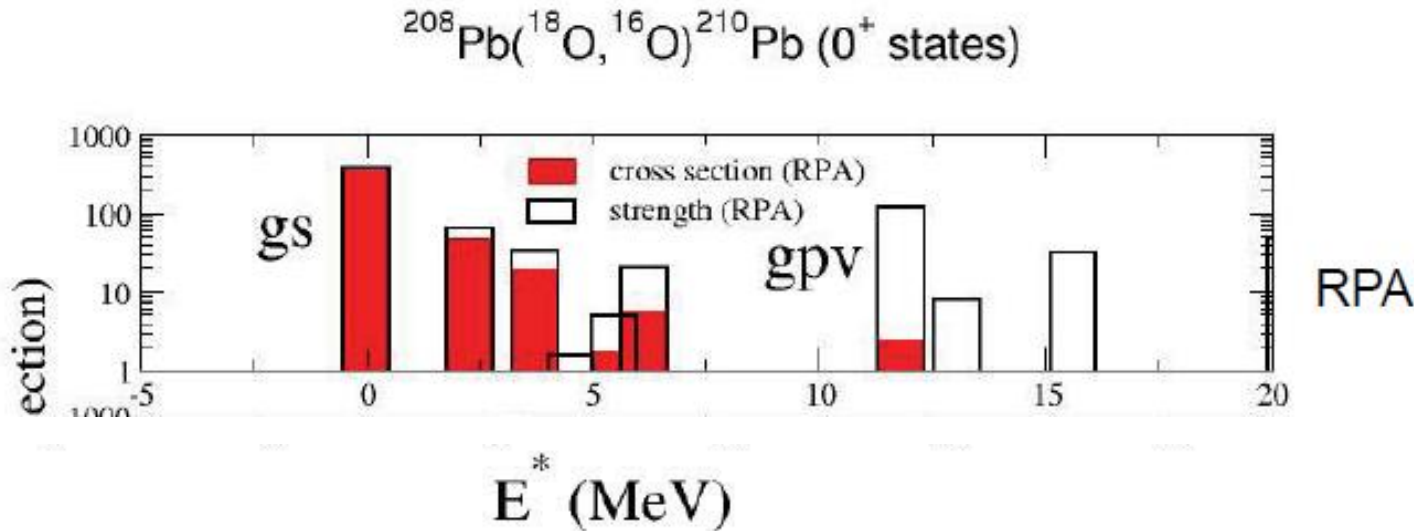 ²⁰⁸Pb(¹⁸O,¹⁶O)²¹⁰Pb (0⁺ states)
1000
cross section (RPA)
strength (RPA)
100
gs
gpv
10
RPA
1
-5 0 5 10 15 20
ection)
1000
E* (MeV)